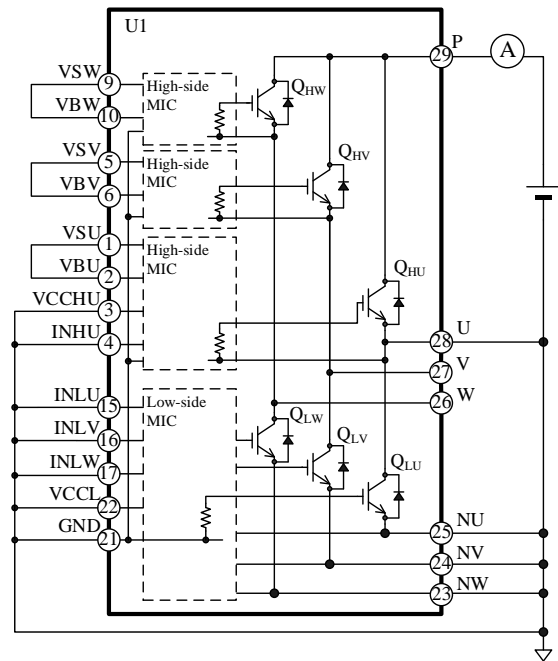 U1
P
29
A
VSW
9
High-side
MIC
QHW
VBW
10
VSV
5
High-side
MIC
QHV
VBV
6
VSU
1
High-side
MIC
VBU
2
QHU
VCCHU
3
INHU
4
28
U
27
V
26
W
INLU
15
Low-side
MIC
QLW
INLV
16
QLV
INLW
17
QLU
VCCL
22
GND
21
25
NU
24
NV
23
NW